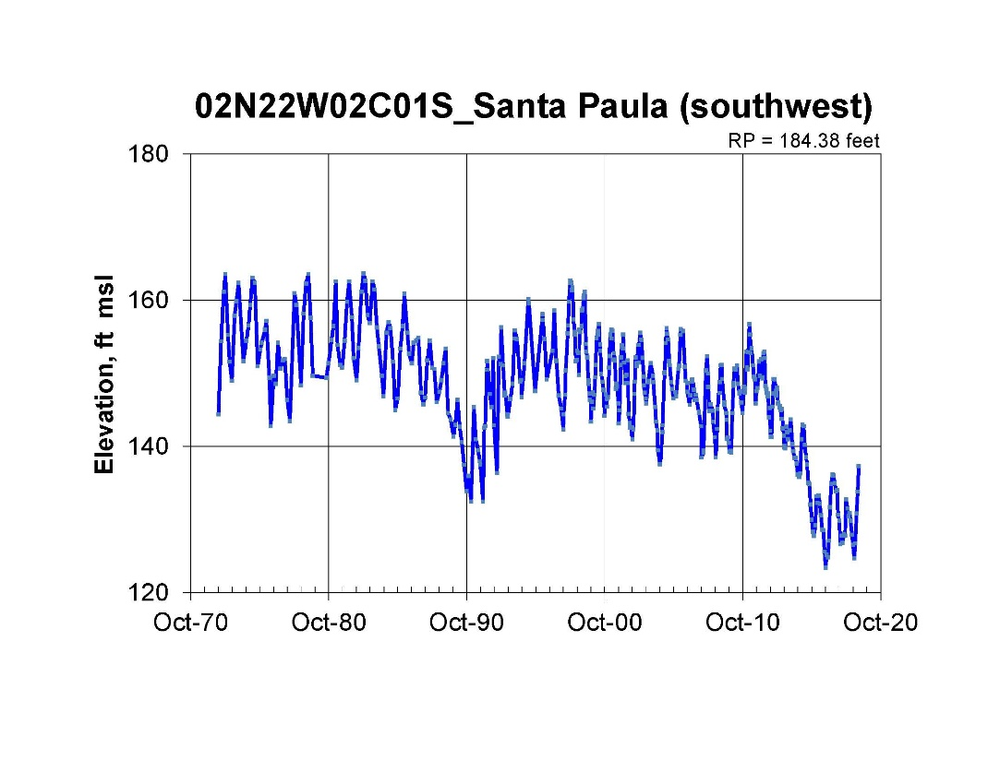 02N22W02C01S_Santa Paula (southwest)
RP = 184.38 feet
180
160
140
120
Elevation, ft msl
Oct-70 Oct-80 Oct-90 Oct-00 Oct-10 Oct-20